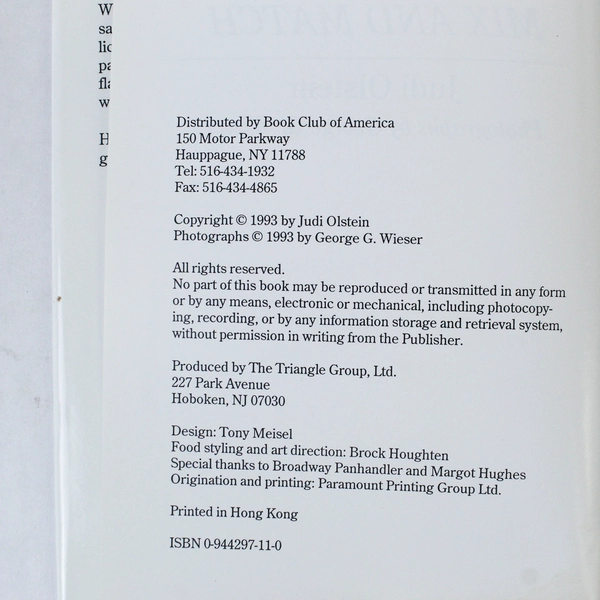 W
sa
lic
pa
fla
w
H
g
Distributed by Book Club of America
150 Motor Parkway
Hauppague, NY 11788
Tel: 516-434-1932
Fax: 516-434-4865
Copyright © 1993 by Judi Olstein
Photographs © 1993 by George G. Wieser
All rights reserved.
No part of this book may be reproduced or transmitted in any form
or by any means, electronic or mechanical, including photocopy-
ing, recording, or by any information storage and retrieval system,
without permission in writing from the Publisher.
Produced by The Triangle Group, Ltd.
227 Park Avenue
Hoboken, NJ 07030
Design: Tony Meisel
Food styling and art direction: Brock Houghten
Special thanks to Broadway Panhandler and Margot Hughes
Origination and printing: Paramount Printing Group Ltd.
Printed in Hong Kong
ISBN 0-944297-11-0